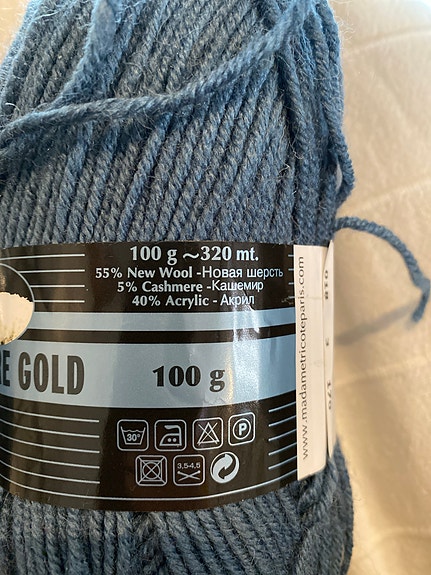 100 g ~320 mt.
55% New Wool -Новая шерсть
5% Cashmere -Кашемир
40% Acrylic - Акрил
RE GOLD
100 g
30°
P
3,5-4,5
www.madametricoteparis.com